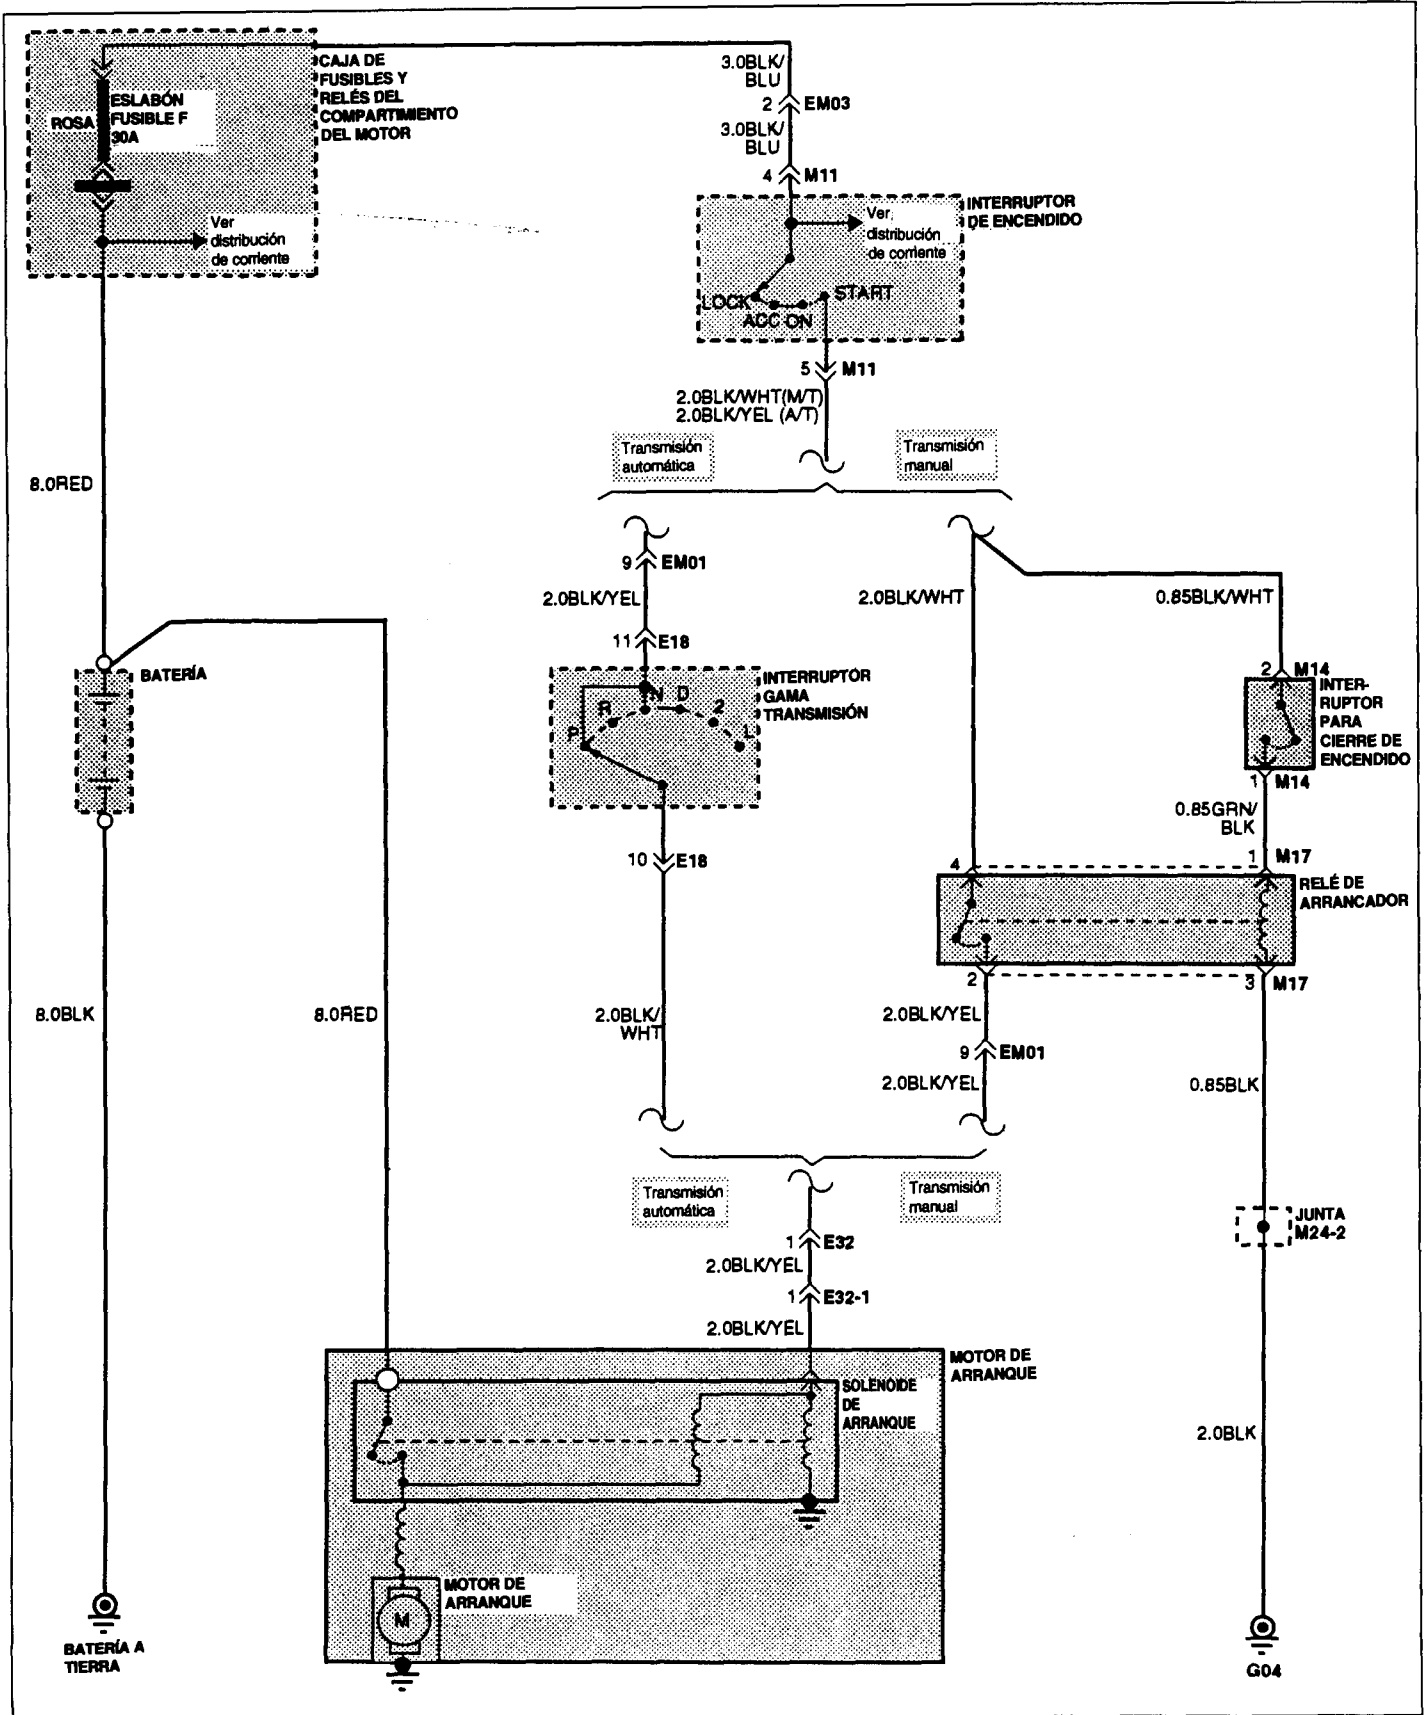 CAJA DE
FUSIBLES Y
RELÉS DEL
COMPARTIMIENTO
DEL MOTOR
ESLABÓN
FUSIBLE F
30A
ROSA
Ver
distribución
de corriente
3.0BLK/
BLU
2 EM03
3.0BLK/
BLU
4 M11
INTERRUPTOR
DE ENCENDIDO
Ver
distribución
de corriente
LOCK
ACC ON
START
5 M11
2.0BLK/WHT(M/T)
2.0BLK/YEL (A/T)
Transmisión
automática
Transmisión
manual
8.0RED
9 EM01
2.0BLK/YEL
2.0BLK/WHT
0.85BLK/WHT
11 E18
BATERÍA
INTERRUPTOR
GAMA
TRANSMISIÓN
P R N D 2 L
2 M14
INTER-
RUPTOR
PARA
CIERRE DE
ENCENDIDO
1 M14
0.85GRN/
BLK
10 E18
4
1 M17
RELÉ DE
ARRANCADOR
2
3 M17
8.0BLK
8.0RED
2.0BLK/
WHT
2.0BLK/YEL
9 EM01
2.0BLK/YEL
0.85BLK
Transmisión
automática
Transmisión
manual
JUNTA
M24-2
1 E32
2.0BLK/YEL
1 E32-1
2.0BLK/YEL
MOTOR DE
ARRANQUE
SOLENOIDE
DE
ARRANQUE
2.0BLK
MOTOR DE
ARRANQUE
M
BATERÍA A
TIERRA
G04